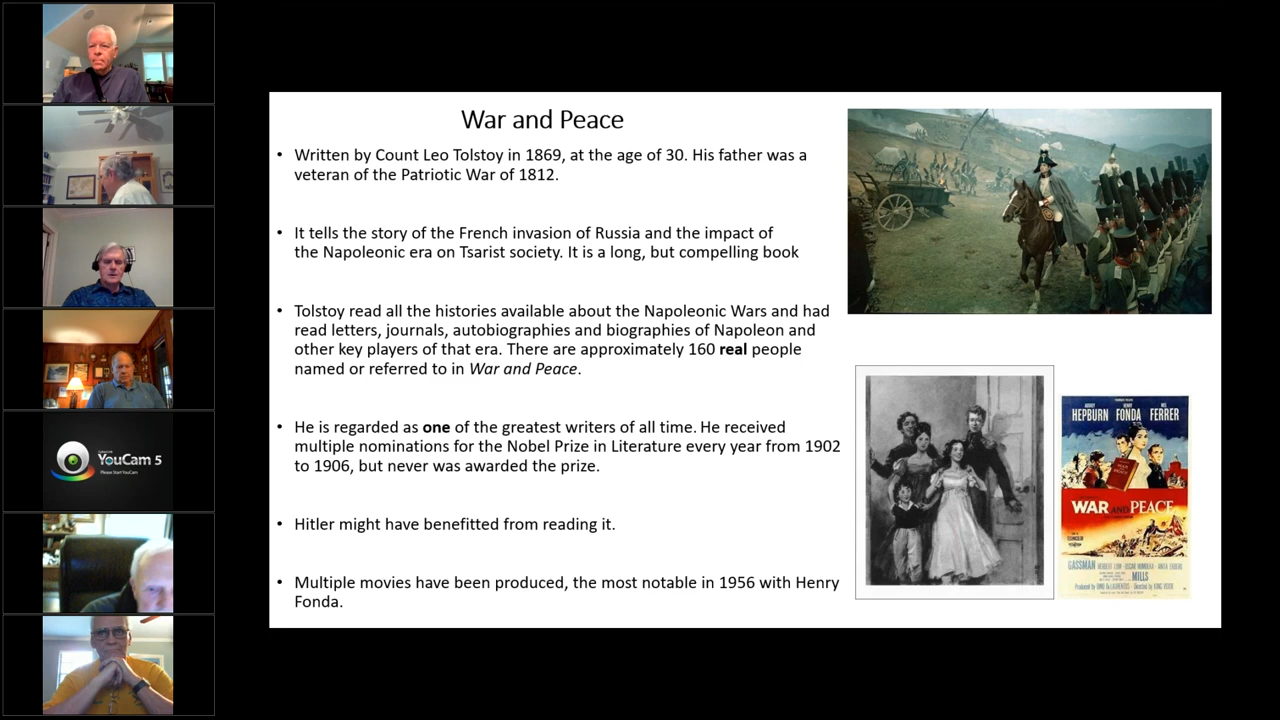 War and Peace
• Written by Count Leo Tolstoy in 1869, at the age of 30. His father was a
veteran of the Patriotic War of 1812.
• It tells the story of the French invasion of Russia and the impact of
the Napoleonic era on Tsarist society. It is a long, but compelling book
• Tolstoy read all the histories available about the Napoleonic Wars and had
read letters, journals, autobiographies and biographies of Napoleon and
other key players of that era. There are approximately 160 real people
named or referred to in War and Peace.
• He is regarded as one of the greatest writers of all time. He received
multiple nominations for the Nobel Prize in Literature every year from 1902
to 1906, but never was awarded the prize.
• Hitler might have benefitted from reading it.
• Multiple movies have been produced, the most notable in 1956 with Henry
Fonda.
YouCam 5
Please Start YouCam
AUDREY HENRY MEL
HEPBURN FONDA FERRER
WAR AND PEACE
GASSMAN
MILLS